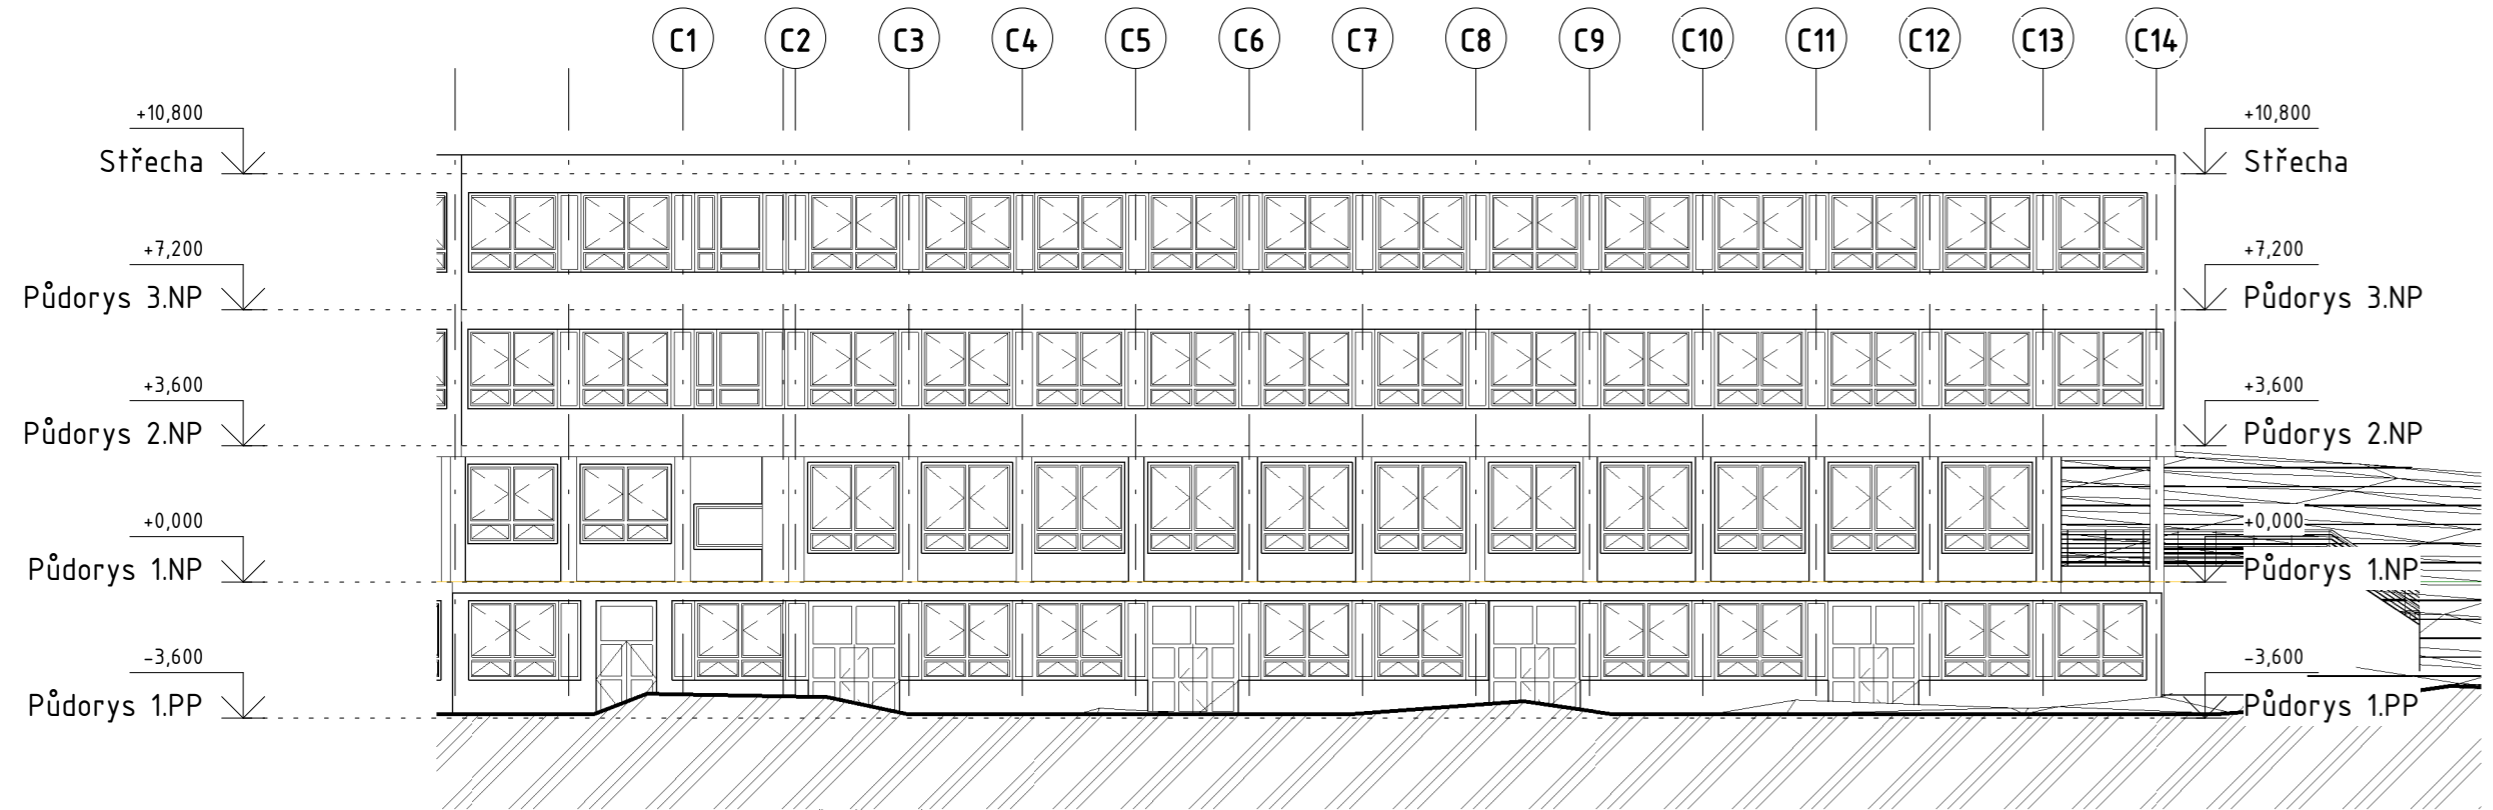 C1 C2 C3 C4 C5 C6 C7 C8 C9 C10 C11 C12 C13 C14
+10,800
Střecha
+7,200
Půdorys 3.NP
+3,600
Půdorys 2.NP
+0,000
Půdorys 1.NP
-3,600
Půdorys 1.PP
+10,800
Střecha
+7,200
Půdorys 3.NP
+3,600
Půdorys 2.NP
+0,000
Půdorys 1.NP
-3,600
Půdorys 1.PP